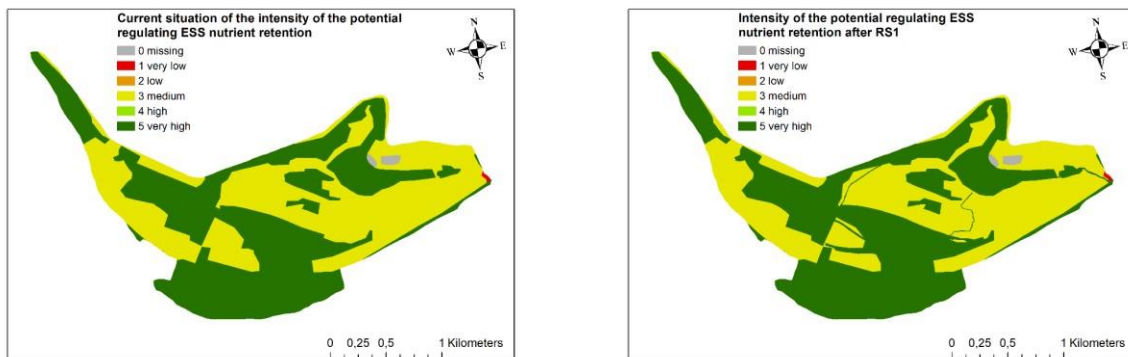 Current situation of the intensity of the potential
regulating ESS nutrient retention
0 missing
1 very low
2 low
3 medium
4 high
5 very high
N
W
E
S
0 0,25 0,5 1 Kilometers
Intensity of the potential regulating ESS
nutrient retention after RS1
0 missing
1 very low
2 low
3 medium
4 high
5 very high
N
W
E
S
0 0,25 0,5 1 Kilometers